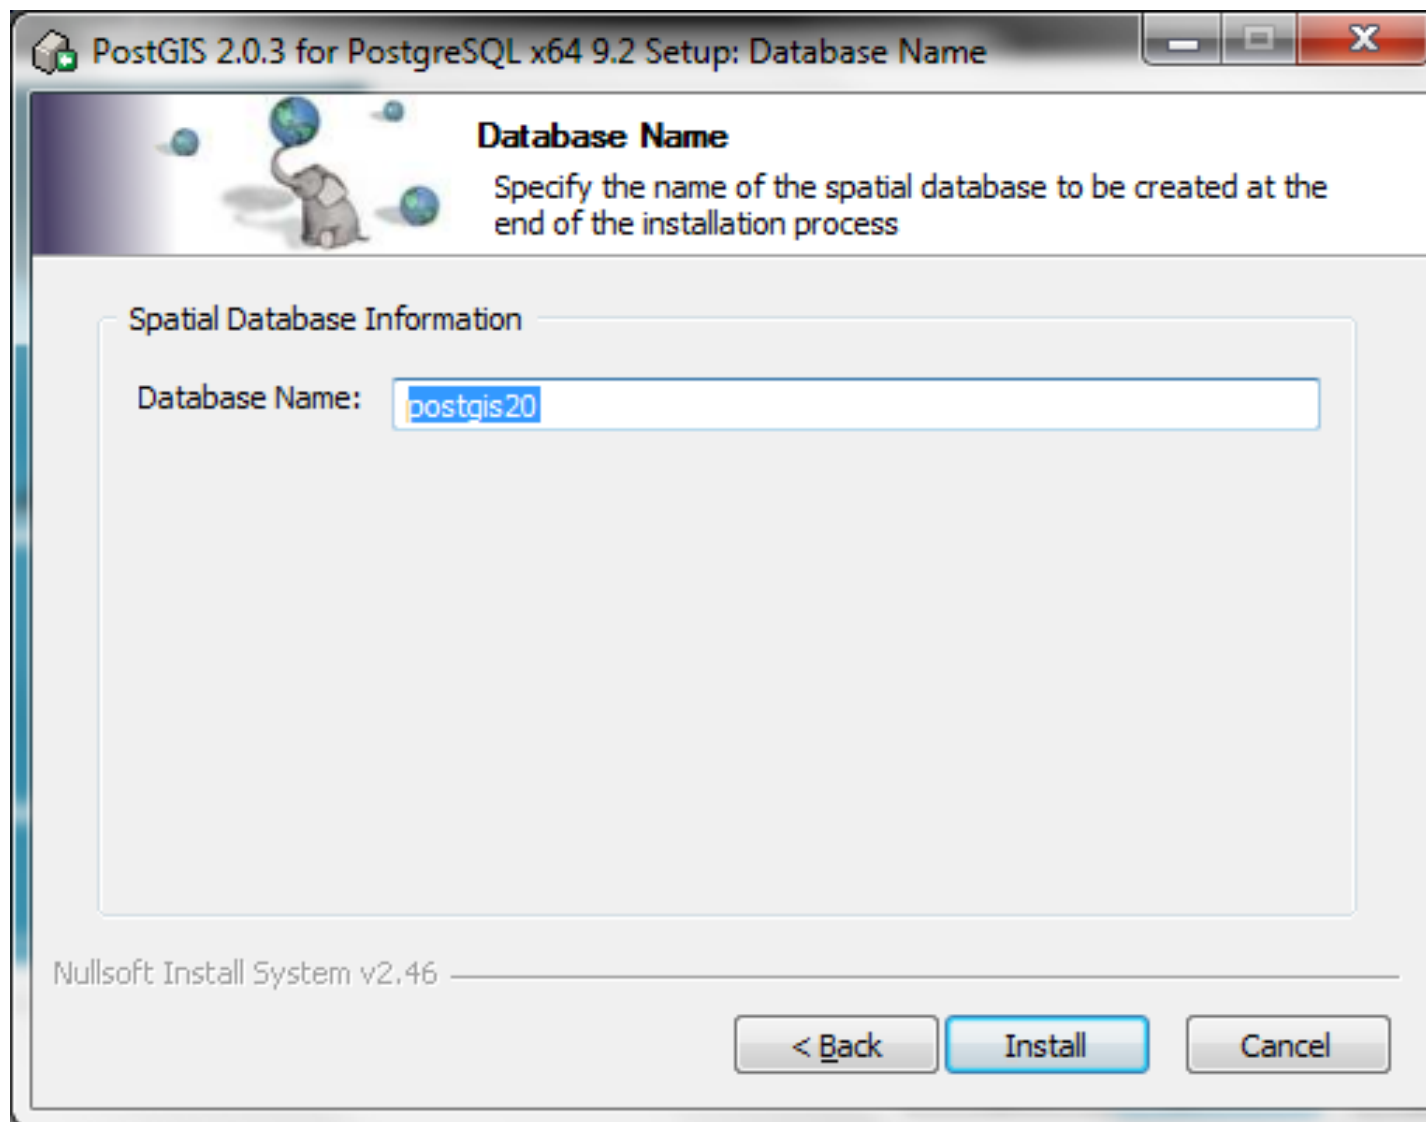 PostGIS 2.0.3 for PostgreSQL x64 9.2 Setup: Database Name
Database Name
Specify the name of the spatial database to be created at the
end of the installation process
Spatial Database Information
Database Name:
postgis20
Nullsoft Install System v2.46
< Back
Install
Cancel